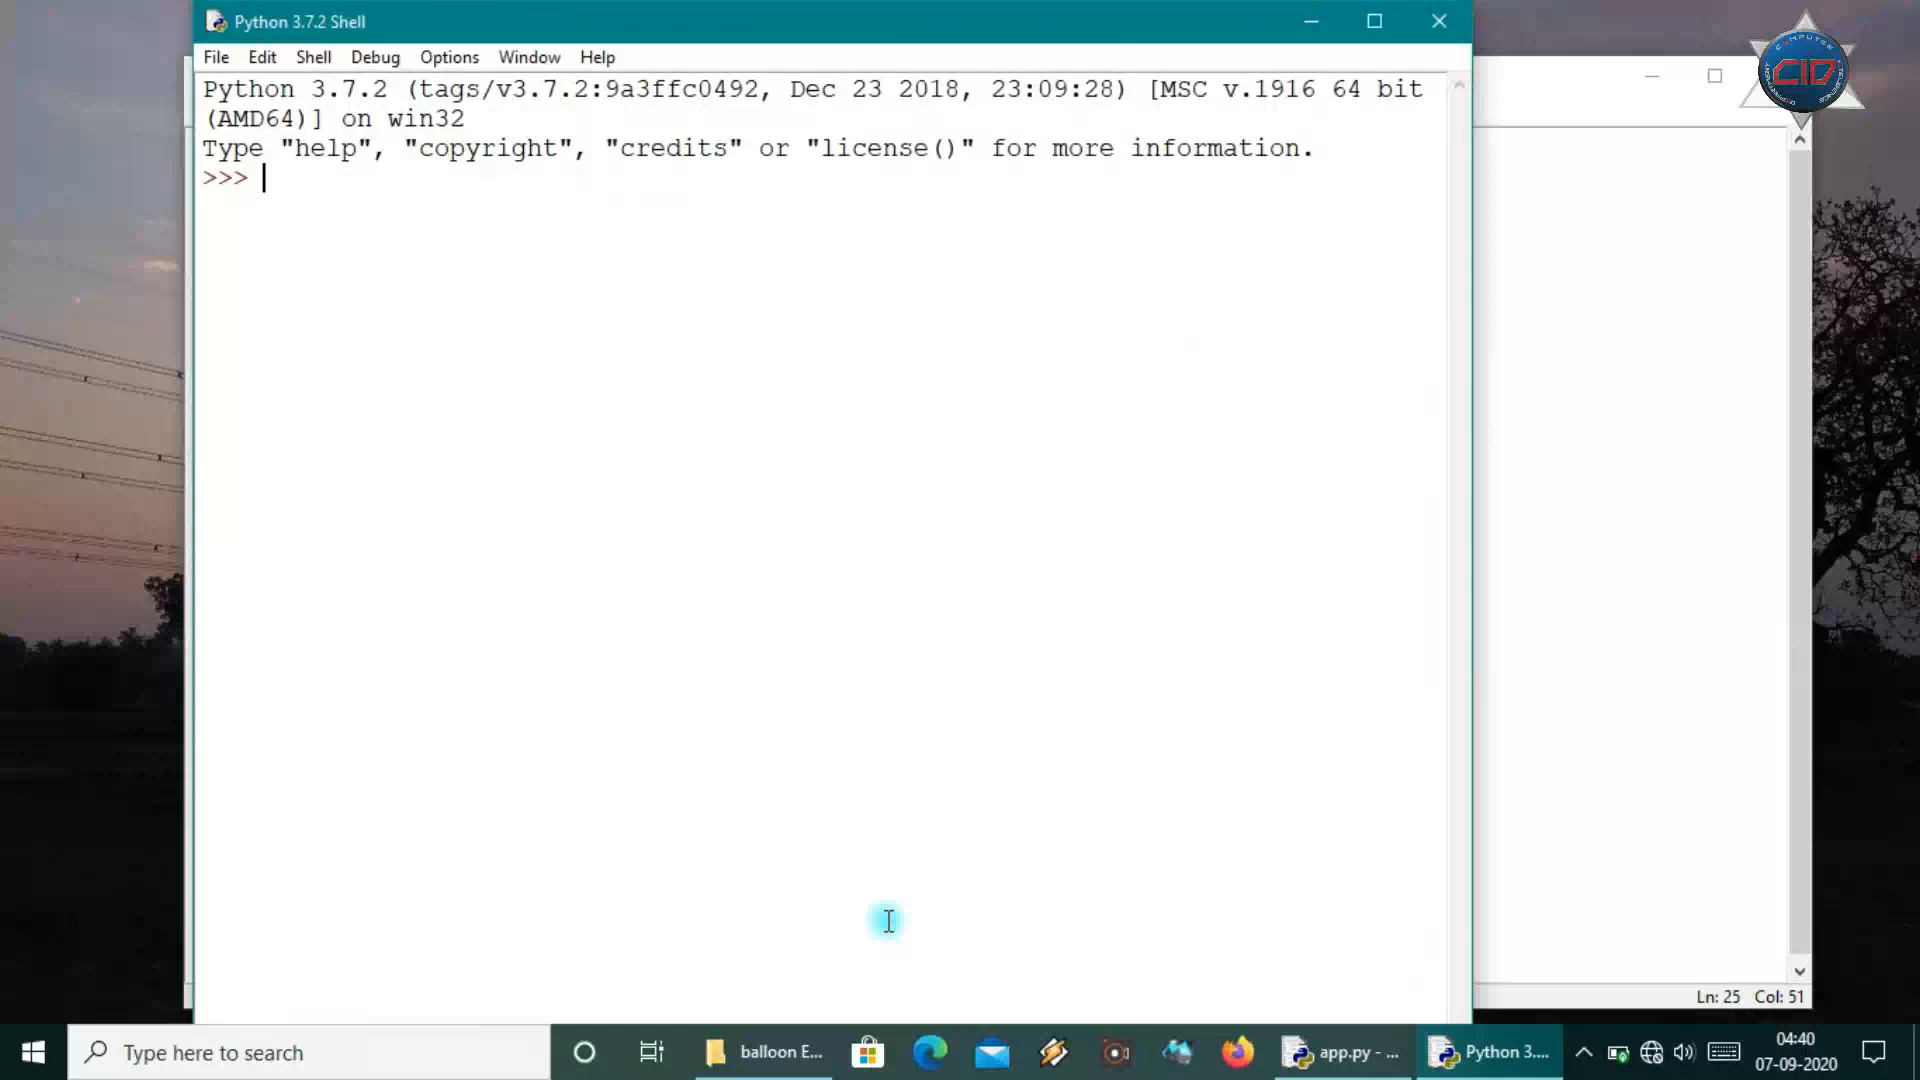 Python 3.7.2 Shell
File Edit Shell Debug Options Window Help
Python 3.7.2 (tags/v3.7.2:9a3ffc0492, Dec 23 2018, 23:09:28) [MSC v.1916 64 bit
(AMD64)] on win32
Type "help", "copyright", "credits" or "license()" for more information.
>>>
COMPUTER
CID
Ln: 25 Col: 51
Type here to search
balloon E...
app.py - ...
Python 3....
04:40
07-09-2020